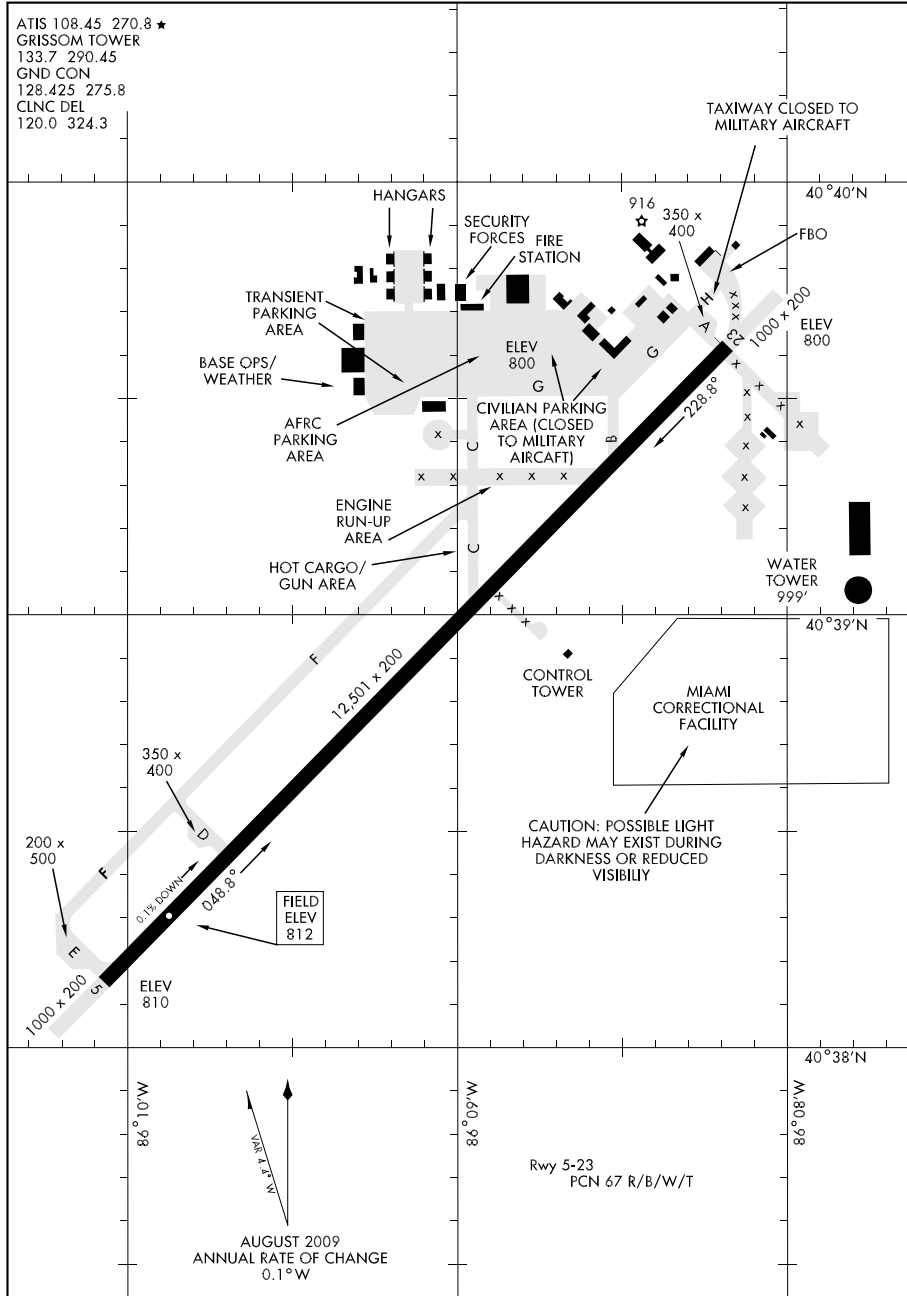 ATIS 108.45 270.8 ★
GRISSOM TOWER
133.7 290.45
GND CON
128.425 275.8
CLNC DEL
120.0 324.3
TAXIWAY CLOSED TO
MILITARY AIRCRAFT
40°40'N
HANGARS
SECURITY
FORCES
FIRE
STATION
916
350 x
400
FBO
TRANSIENT
PARKING
AREA
BASE OPS/
WEATHER
AFRC
PARKING
AREA
ELEV
800
H
A
G
G
23
1000 x 200
ELEV
800
228.8°
CIVILIAN PARKING
AREA (CLOSED
TO MILITARY
AIRCAFT)
B
C
x
x x x x x
x x x x
x
x
x
x
x
x
x
x
x
x
ENGINE
RUN-UP
AREA
HOT CARGO/
GUN AREA
C
x
x
x
WATER
TOWER
999'
40°39'N
CONTROL
TOWER
MIAMI
CORRECTIONAL
FACILITY
F
12,501 x 200
350 x
400
D
CAUTION: POSSIBLE LIGHT
HAZARD MAY EXIST DURING
DARKNESS OR REDUCED
VISIBILIY
200 x
500
F
0.1% DOWN
048.8°
FIELD
ELEV
812
E
5
1000 x 200
ELEV
810
40°38'N
86°10'W
86°09'W
86°08'W
VAR 4.4° W
Rwy 5-23
PCN 67 R/B/W/T
AUGUST 2009
ANNUAL RATE OF CHANGE
0.1°W